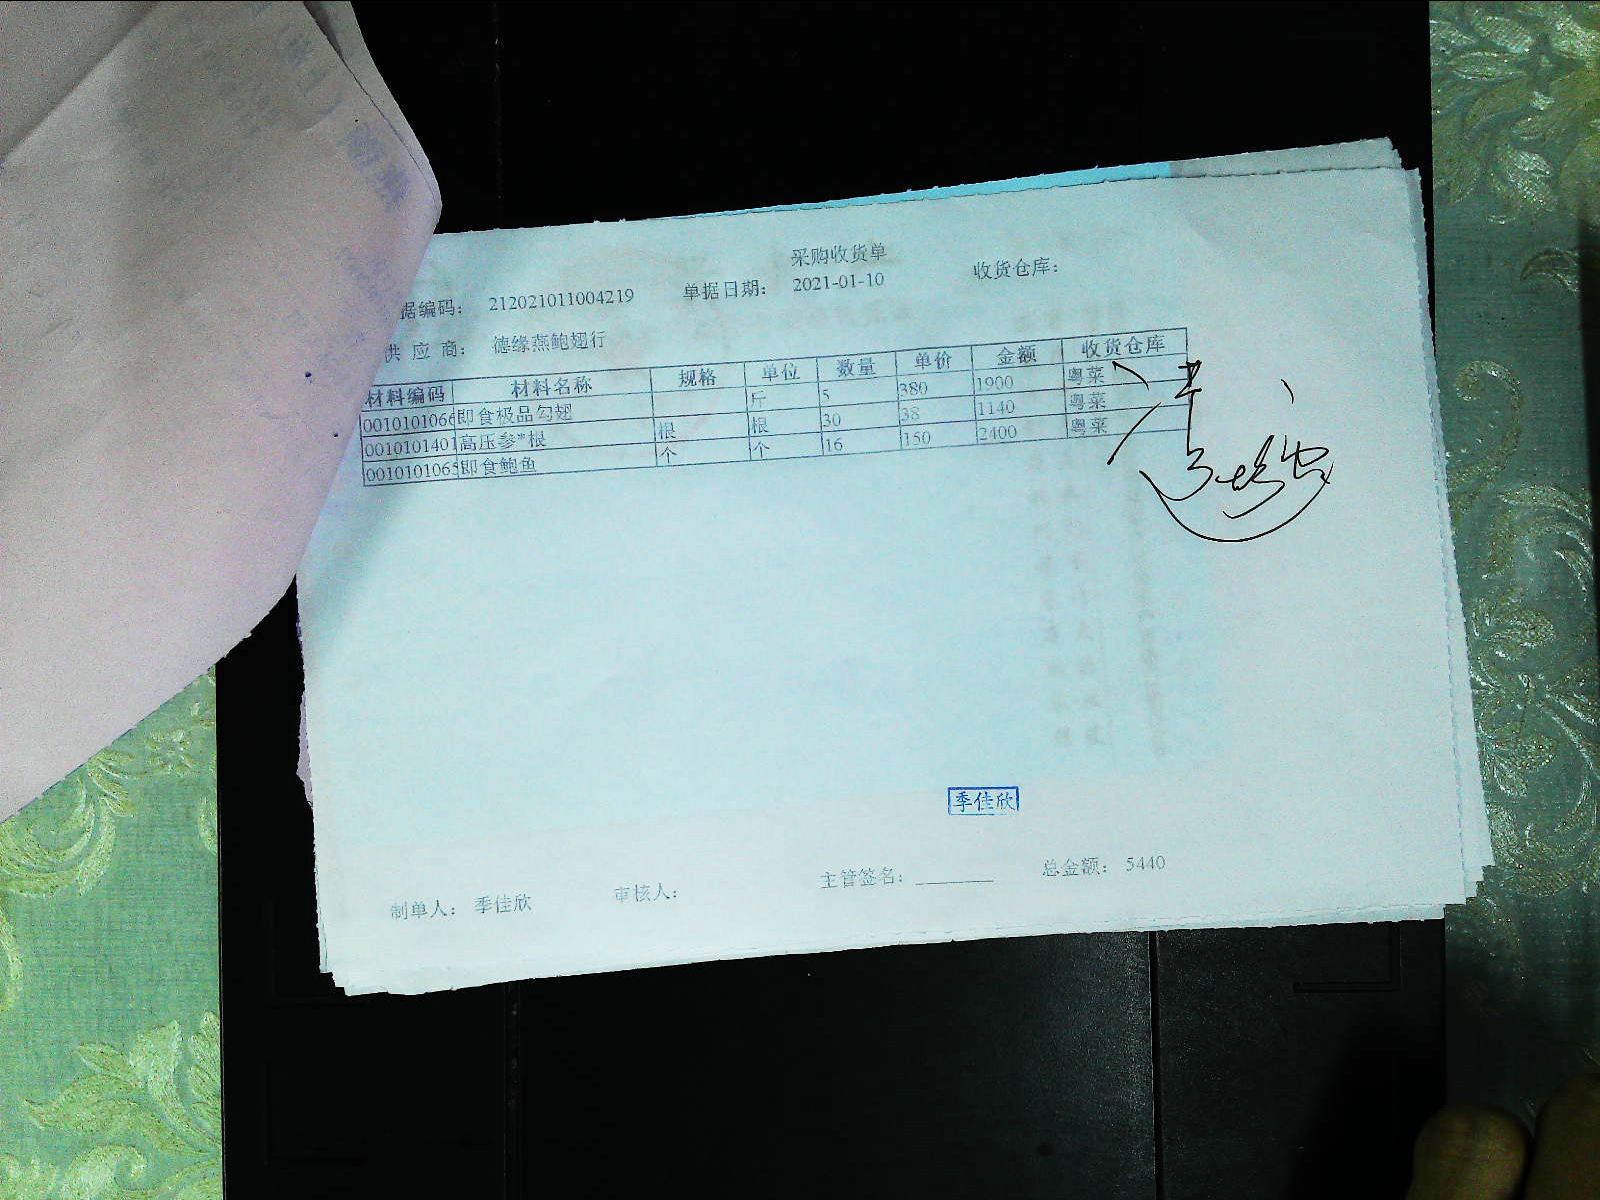 采购收货单
据编码: 212021011004219 单据日期: 2021-01-10 收货仓库:
供应商: 德缘燕鲍翅行
材料编码 材料名称 规格 单位 数量 单价 金额 收货仓库
0010101066 即食极品勾翅 斤 5 380 1900 粤菜
0010101401 高压参*根 根 根 30 38 1140 粤菜
0010101065 即食鲍鱼 个 个 16 150 2400 粤菜
季佳欣
制单人: 季佳欣 审核人: 主管签名: 总金额: 5440